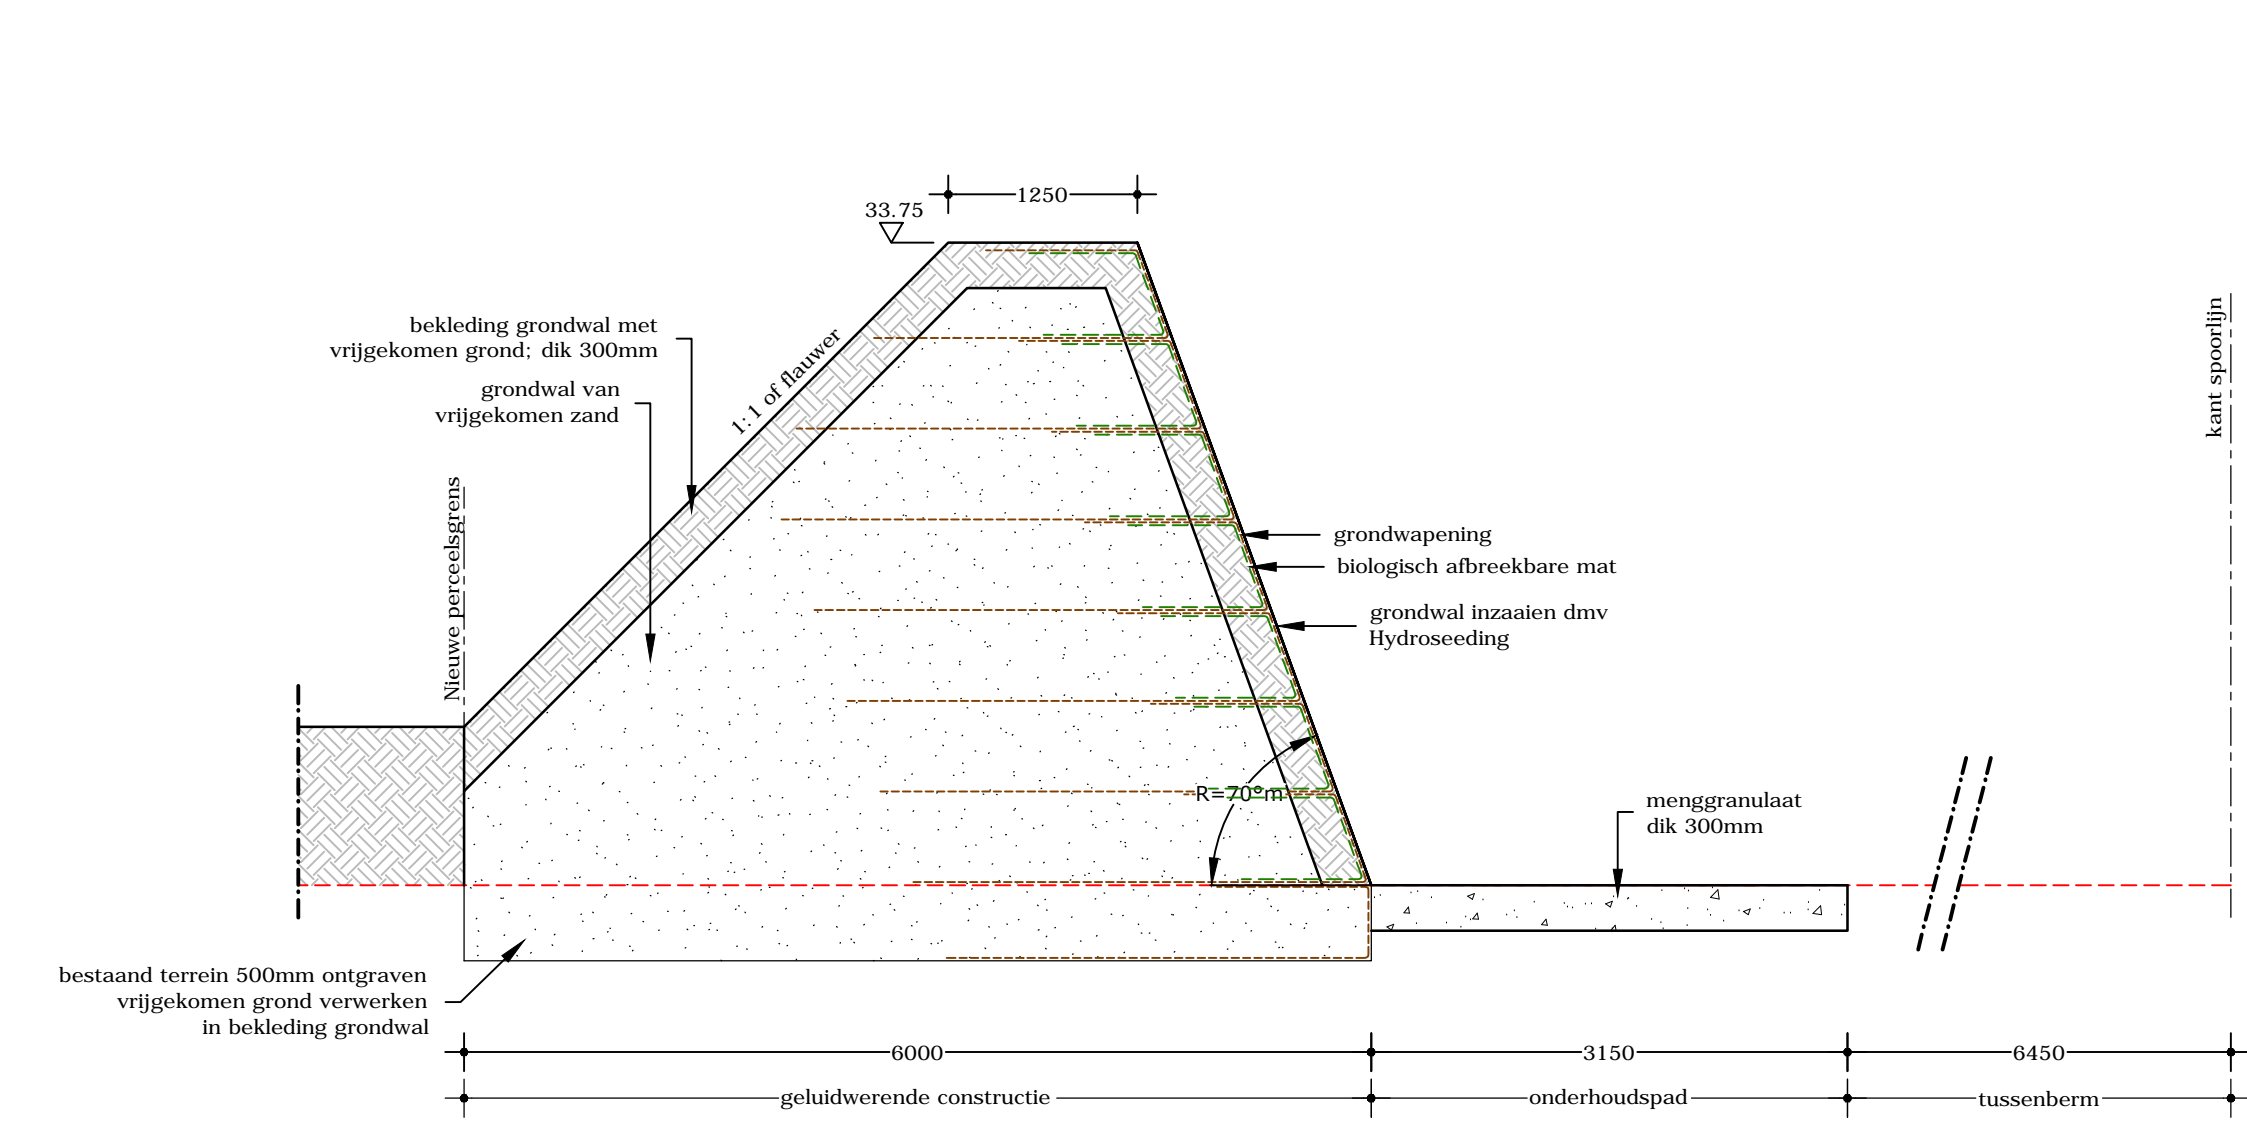 1250
33.75
bekleding grondwal met
vrijgekomen grond; dik 300mm
1:1 of flauwer
grondwal van
vrijgekomen zand
Nieuwe perceelsgrens
kant spoorlijn
grondwapening
biologisch afbreekbare mat
grondwal inzaaien dmv
Hydroseeding
R=70°m
menggranulaat
dik 300mm
bestaand terrein 500mm ontgraven
vrijgekomen grond verwerken
in bekleding grondwal
6000
3150
6450
geluidwerende constructie
onderhoudspad
tussenberm